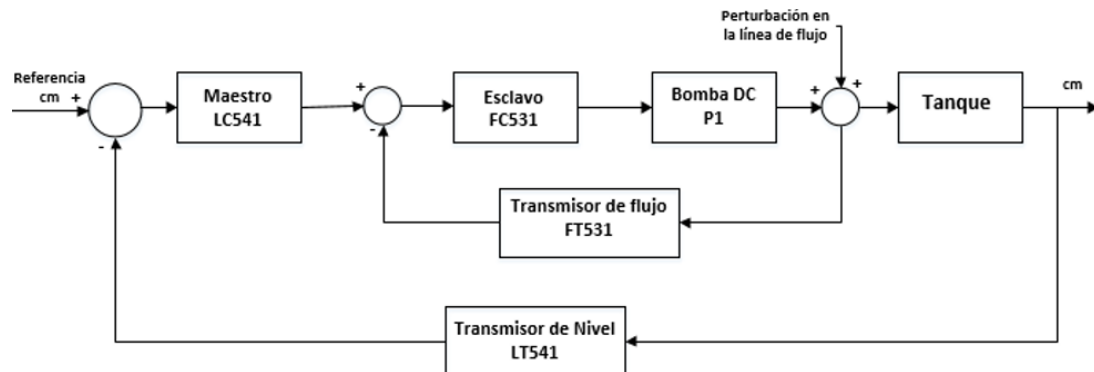 Perturbación en
la línea de flujo
Referencia
cm +
-
Maestro
LC541
+
-
Esclavo
FC531
Bomba DC
P1
+
+
+
Tanque
cm
Transmisor de flujo
FT531
Transmisor de Nivel
LT541